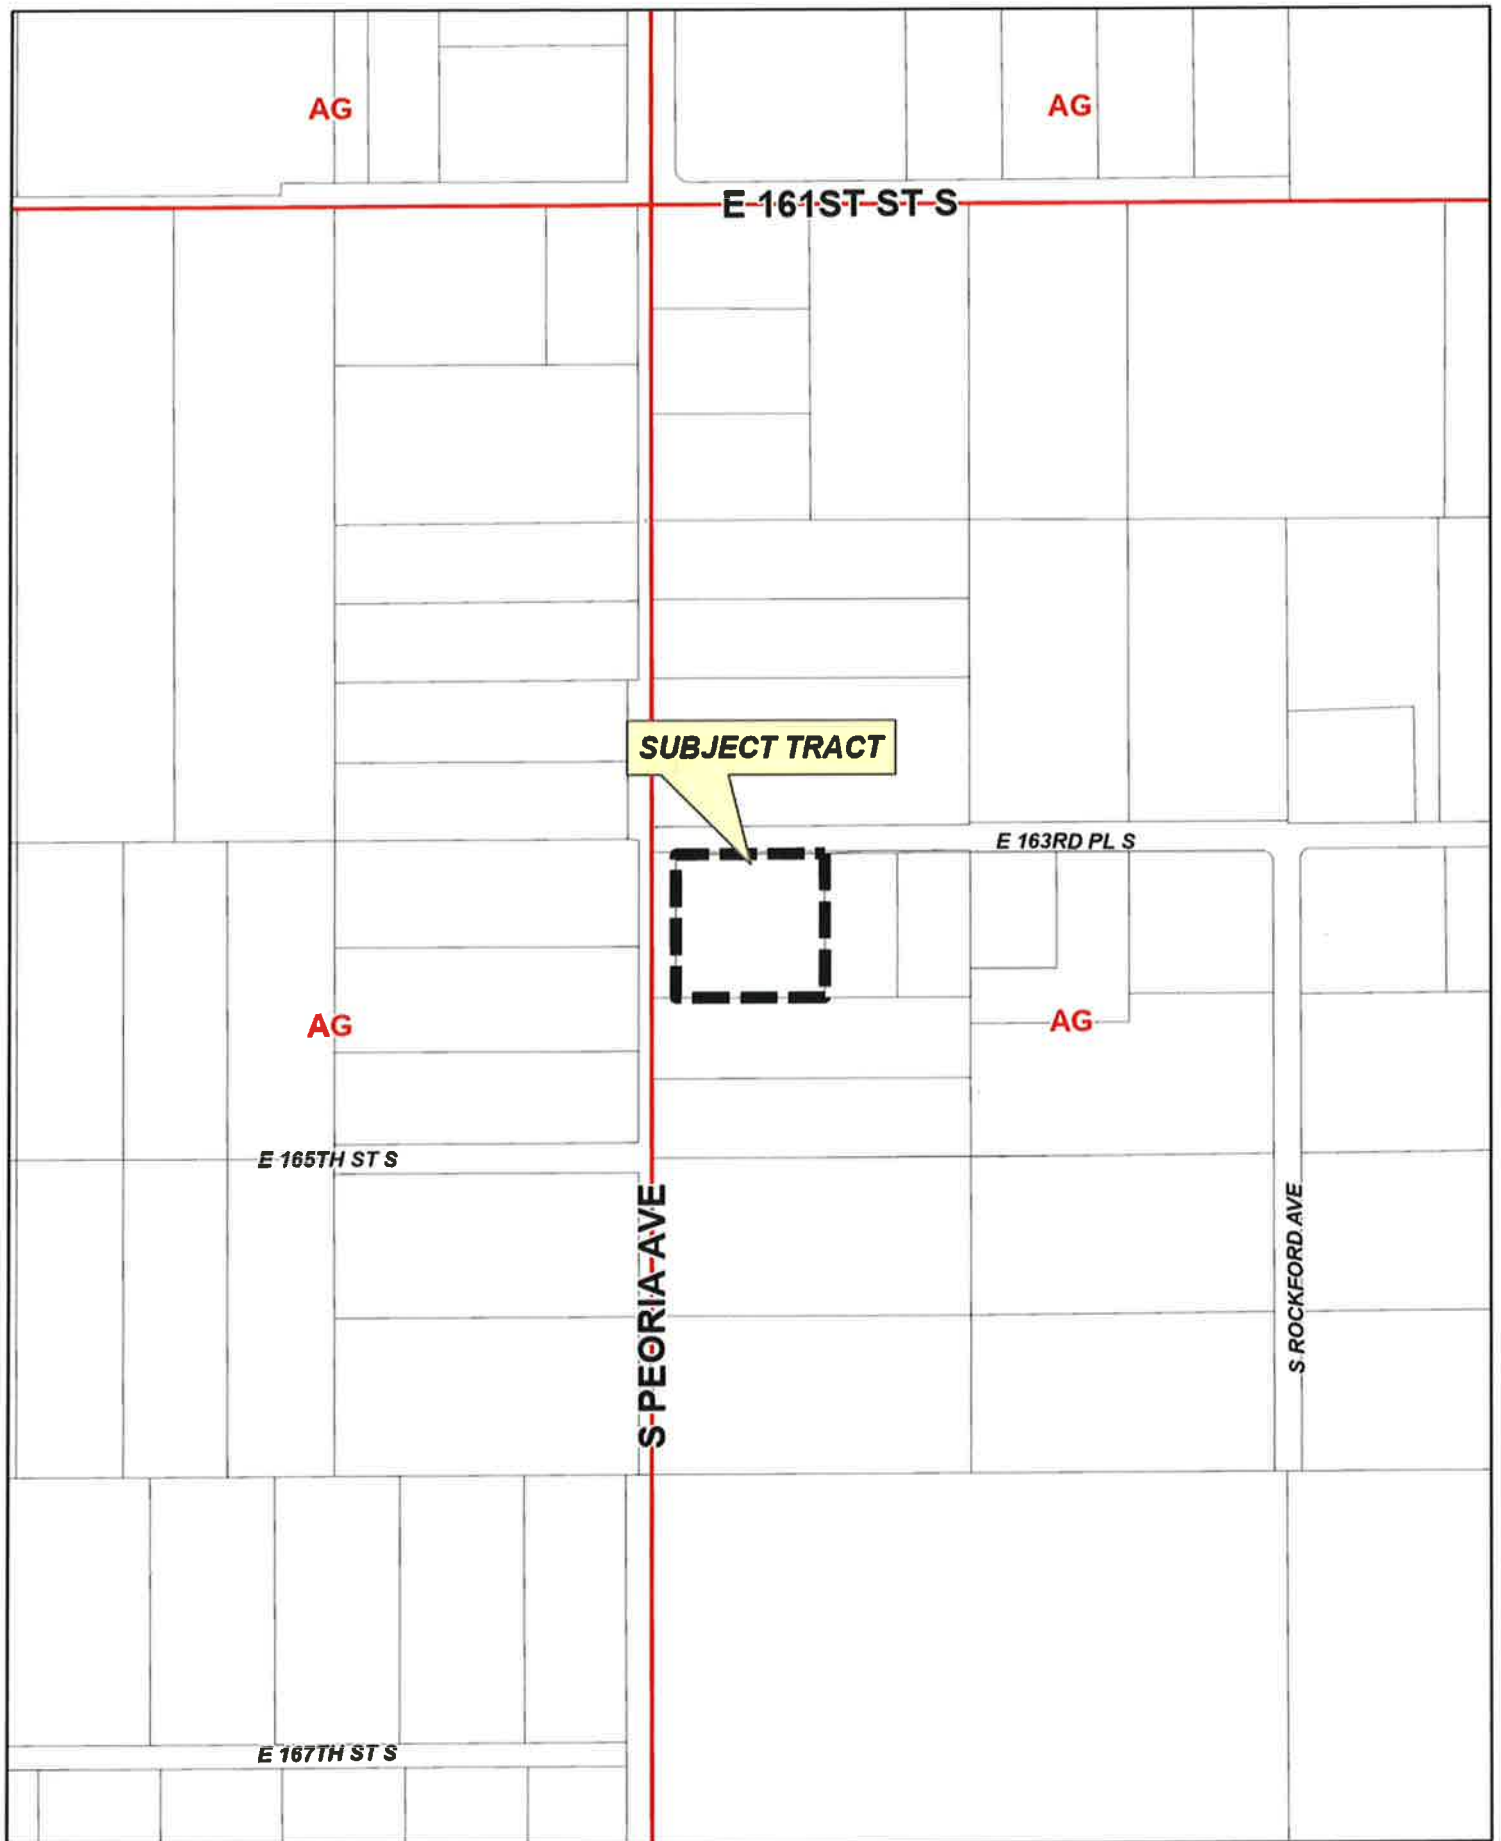 AG
AG
E 161ST ST S
SUBJECT TRACT
E 163RD PL S
AG
AG
E 165TH ST S
S PEORIA AVE
S ROCKFORD AVE
E 167TH ST S